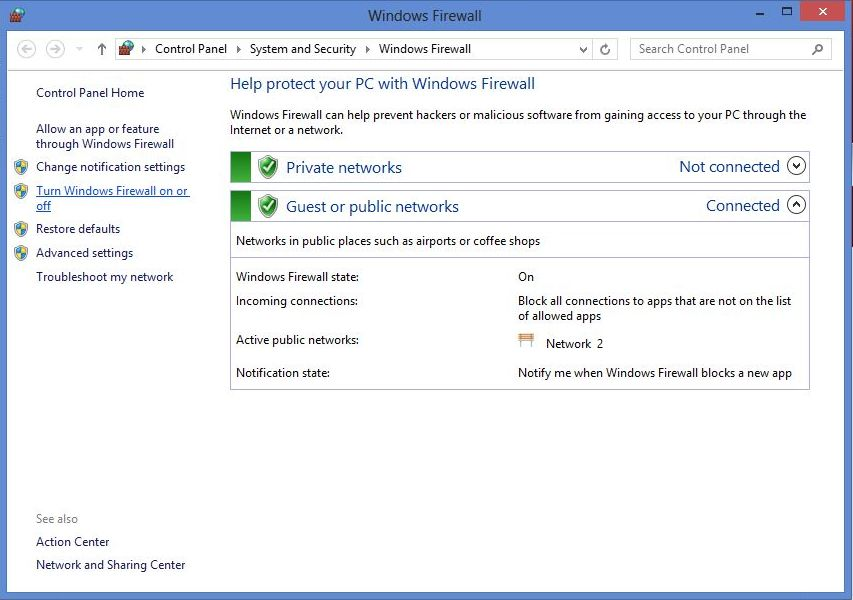 Windows Firewall
Control Panel
System and Security
Windows Firewall
Search Control Panel
Control Panel Home
Allow an app or feature
through Windows Firewall
Change notification settings
Turn Windows Firewall on or
off
Restore defaults
Advanced settings
Troubleshoot my network
Help protect your PC with Windows Firewall
Windows Firewall can help prevent hackers or malicious software from gaining access to your PC through the
Internet or a network.
Private networks Not connected
Guest or public networks Connected
Networks in public places such as airports or coffee shops
Windows Firewall state: On
Incoming connections: Block all connections to apps that are not on the list
of allowed apps
Active public networks: Network 2
Notification state: Notify me when Windows Firewall blocks a new app
See also
Action Center
Network and Sharing Center